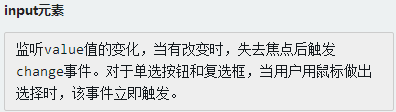 input元素
监听value值的变化，当有改变时，失去焦点后触发
change事件。对于单选按钮和复选框，当用户用鼠标做出
选择时，该事件立即触发。